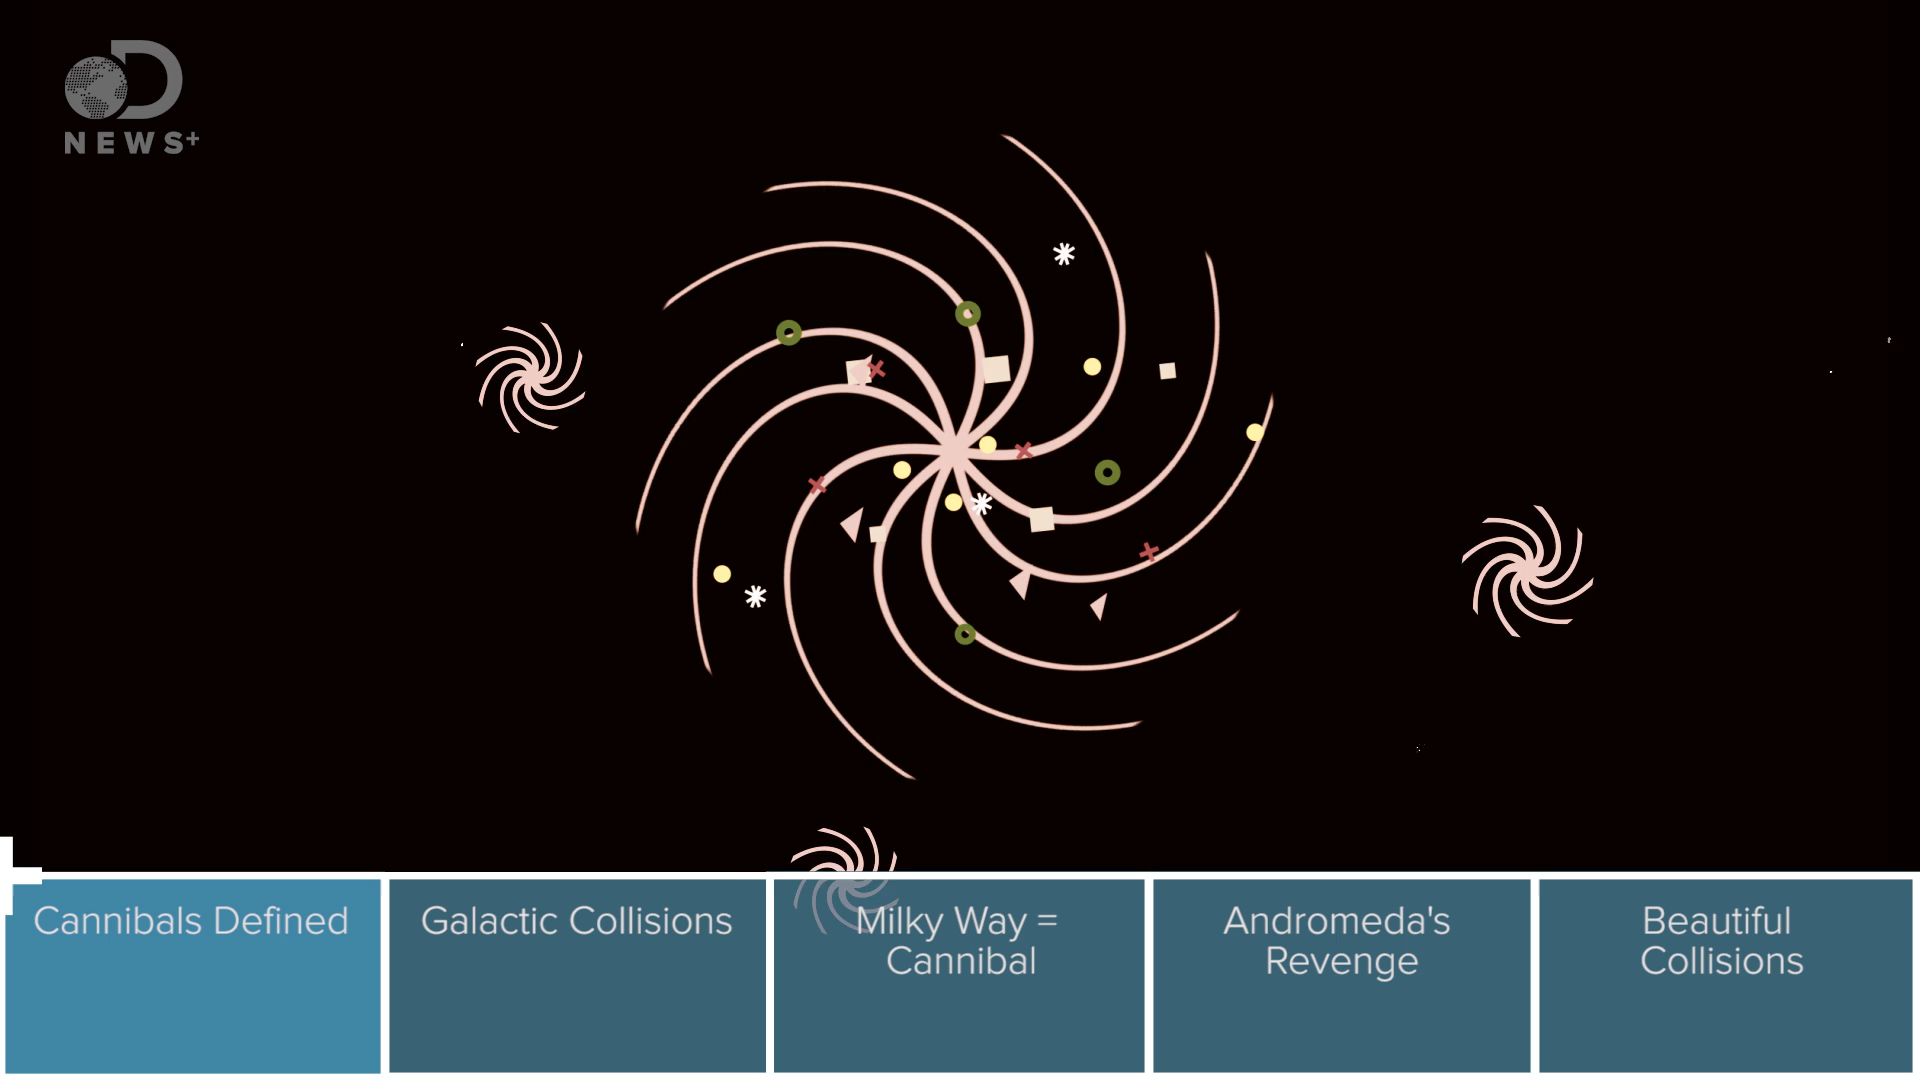 D
NEWS+
Cannibals Defined
Galactic Collisions
Milky Way =
Cannibal
Andromeda's
Revenge
Beautiful
Collisions